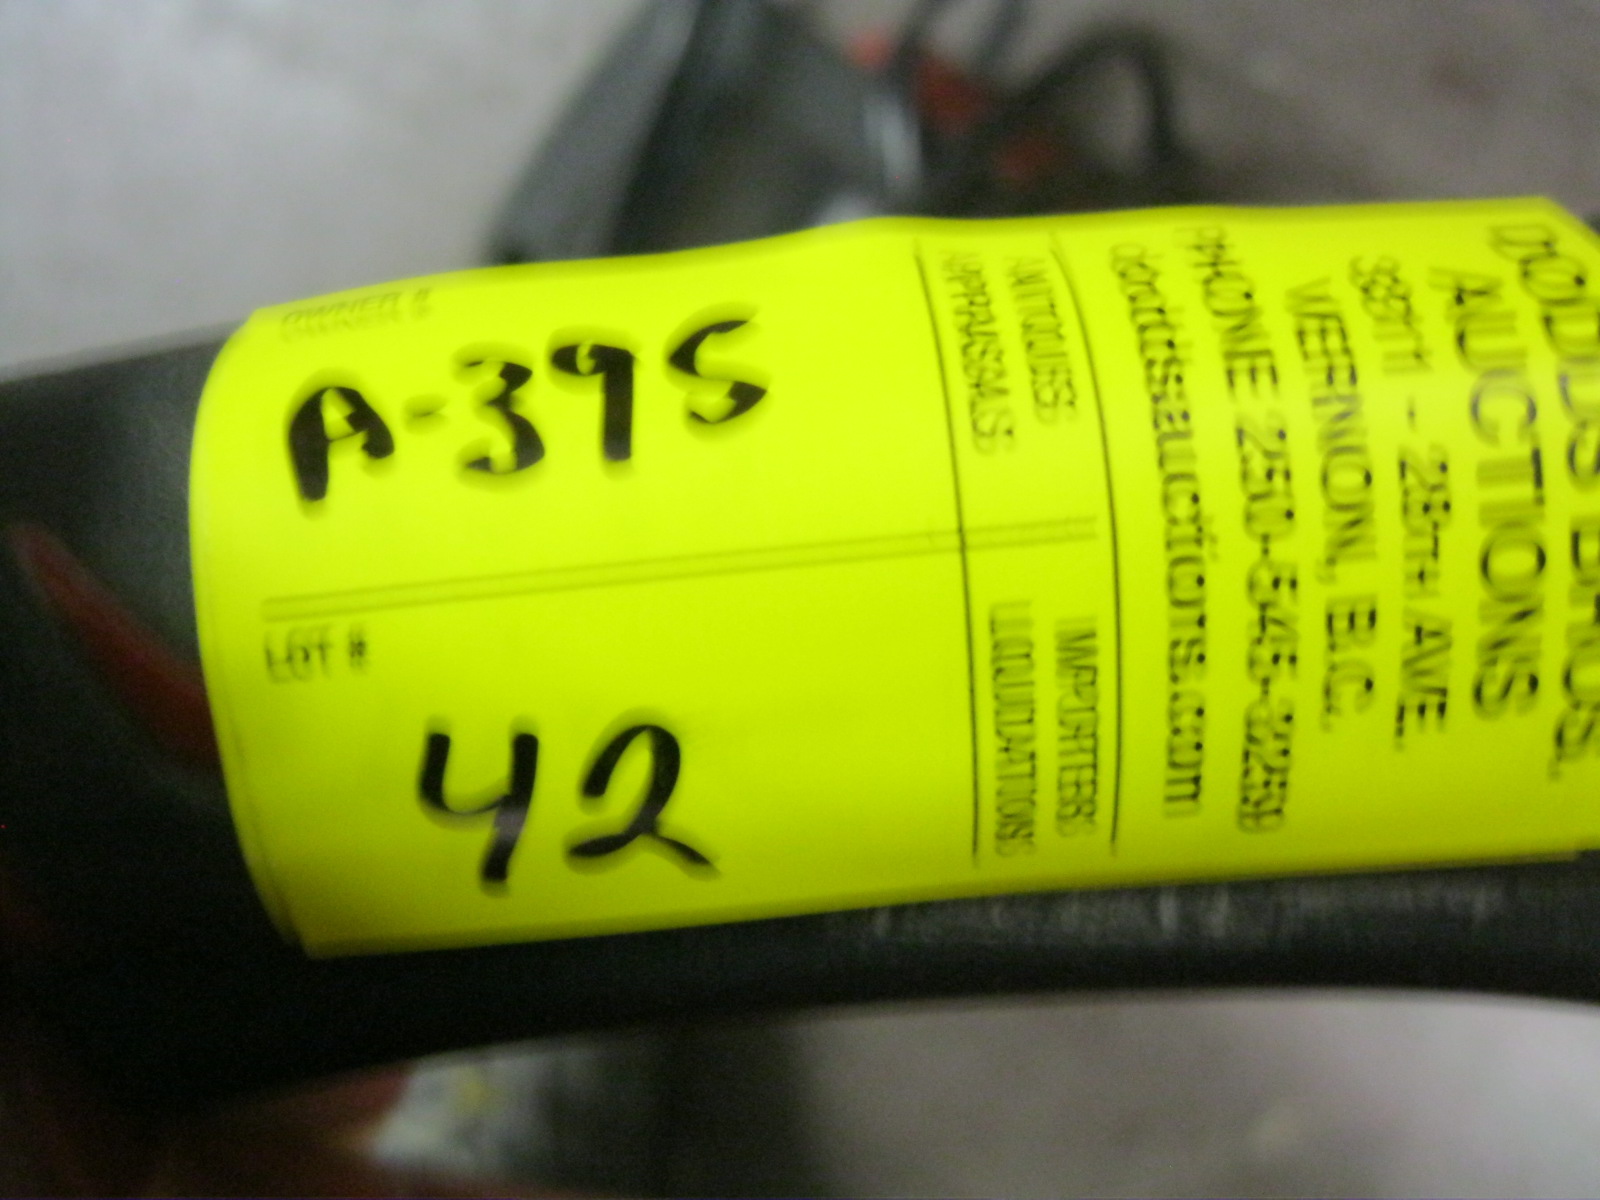 OWNER #
A-395
LOT #
42
ANTIQUES
APPRAISALS
IMPORTERS
LIQUIDATIONS
DODDS BROS.
AUCTIONS
- 28TH AVE.
VERNON, B.C.
PHONE 250-545-3259
doddsauctions.com